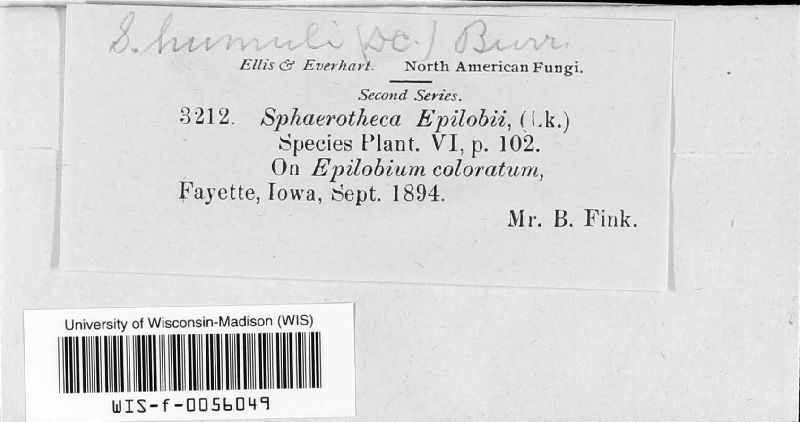 S. humuli (DC.) Burr.
Ellis & Everhart. North American Fungi.
Second Series.
3212. Sphaerotheca Epilobii, (Lk.)
Species Plant. VI, p. 102.
On Epilobium coloratum,
Fayette, Iowa, Sept. 1894.
Mr. B. Fink.
University of Wisconsin-Madison (WIS)
WIS-f-0056049